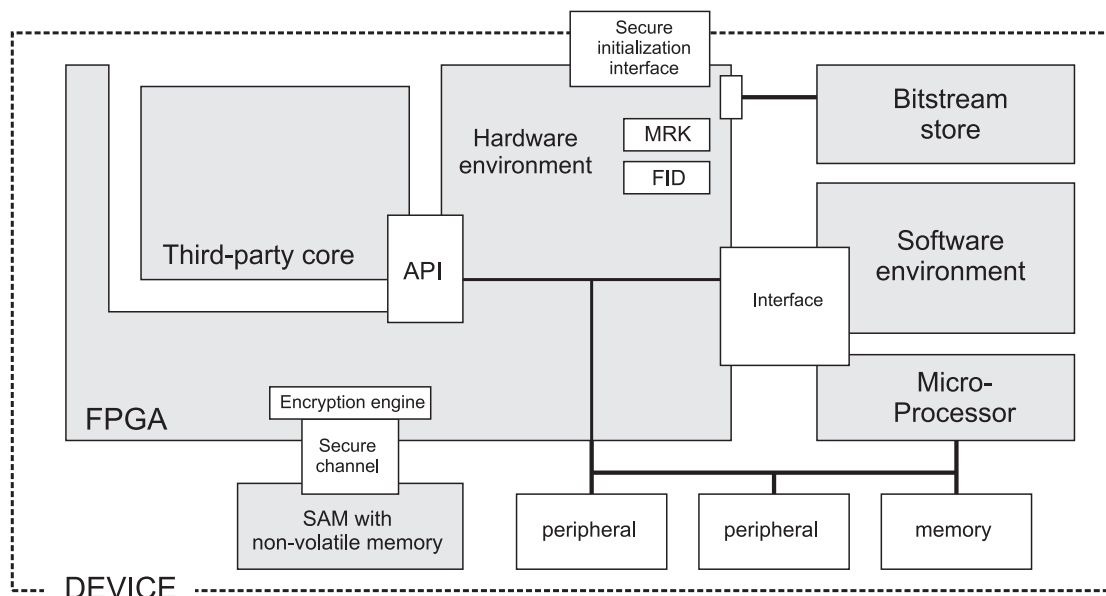 Secure
initialization
interface
Bitstream
store
Hardware
environment
MRK
FID
Third-party core
API
Software
environment
Interface
Micro-
Processor
Encryption engine
FPGA
Secure
channel
SAM with
non-volatile memory
peripheral
peripheral
memory
DEVICE